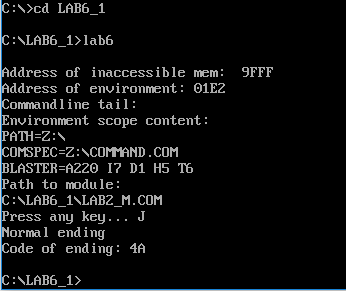 C:\>cd LAB6_1
C:\LAB6_1>lab6
Address of inaccessible mem:  9FFF
Address of environment: 01E2
Commandline tail:
Environment scope content:
PATH=Z:\
COMSPEC=Z:\COMMAND.COM
BLASTER=A220 I7 D1 H5 T6
Path to module:
C:\LAB6_1\LAB2_M.COM
Press any key... J
Normal ending
Code of ending: 4A
C:\LAB6_1>